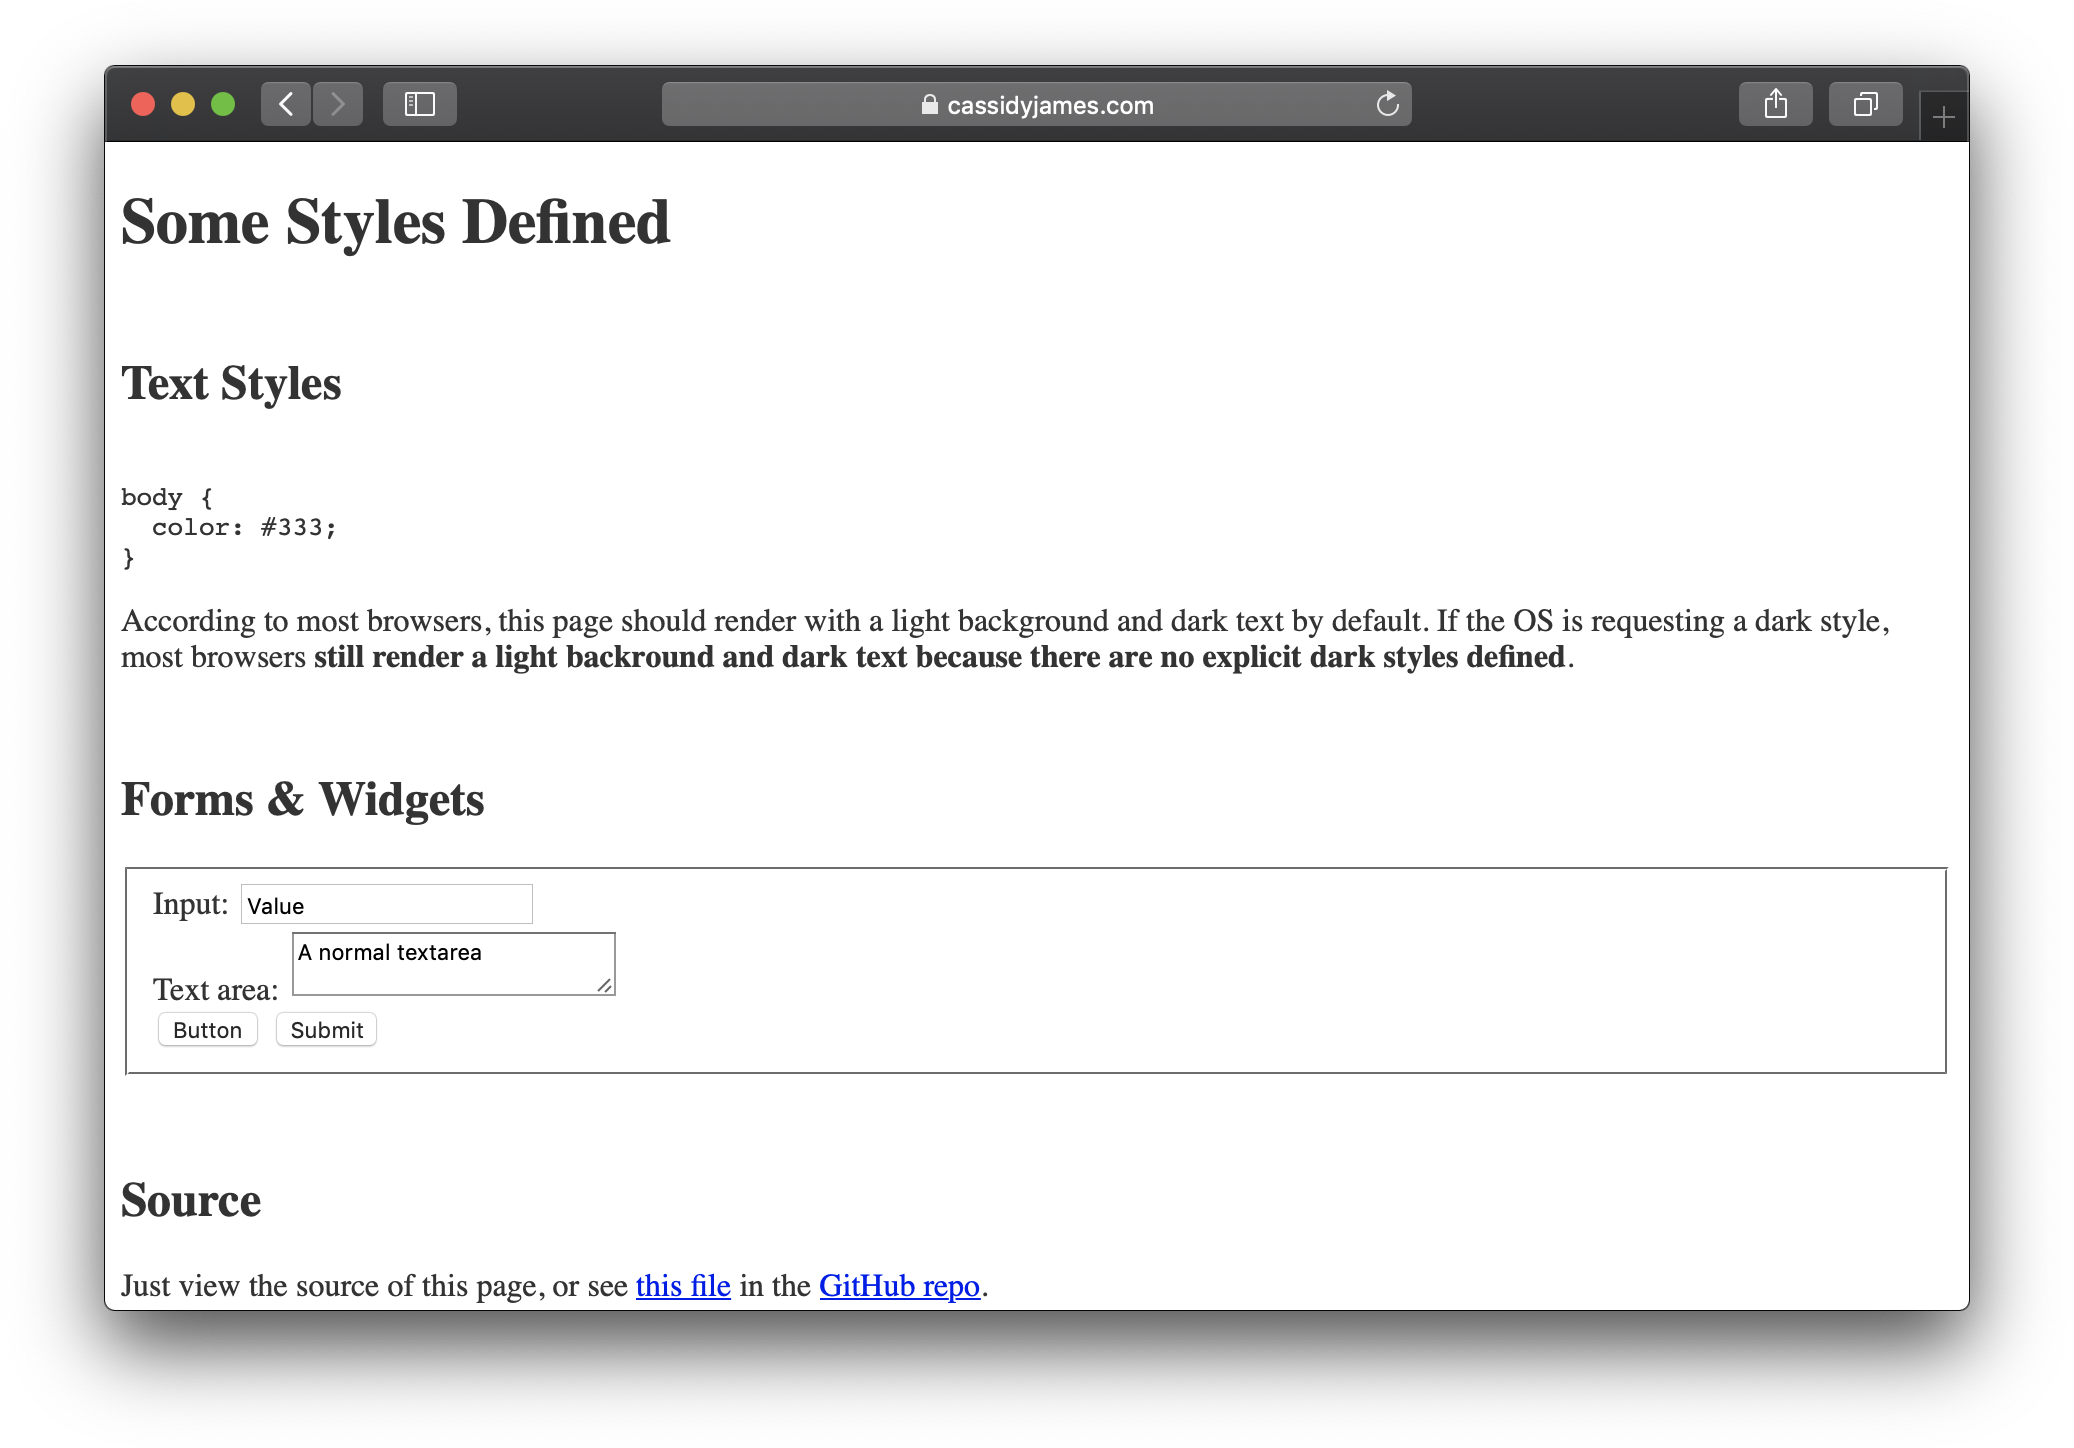 cassidyjames.com
Some Styles Defined
Text Styles
body {
  color: #333;
}
According to most browsers, this page should render with a light background and dark text by default. If the OS is requesting a dark style,
most browsers still render a light backround and dark text because there are no explicit dark styles defined.
Forms & Widgets
Input: Value
A normal textarea
Text area:
Button Submit
Source
Just view the source of this page, or see this file in the GitHub repo.